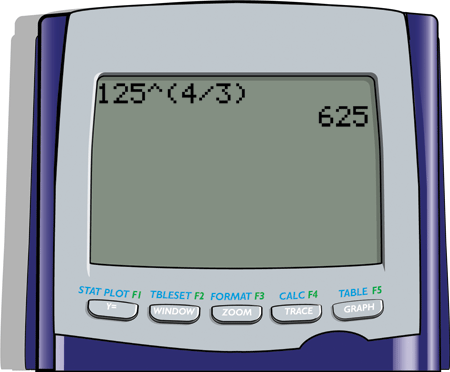 125^(4/3)
625
STAT PLOT F1 TBLESET F2 FORMAT F3 CALC F4 TABLE F5
Y= WINDOW ZOOM TRACE GRAPH